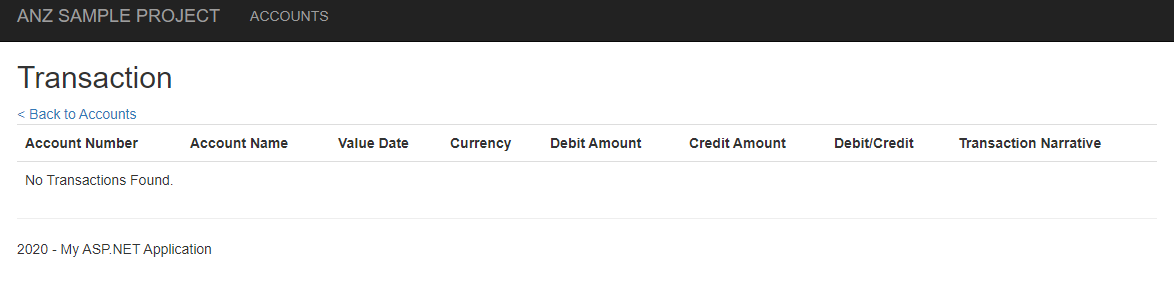 ANZ SAMPLE PROJECT ACCOUNTS
Transaction
< Back to Accounts
Account Number Account Name Value Date Currency Debit Amount Credit Amount Debit/Credit Transaction Narrative
No Transactions Found.
2020 - My ASP.NET Application